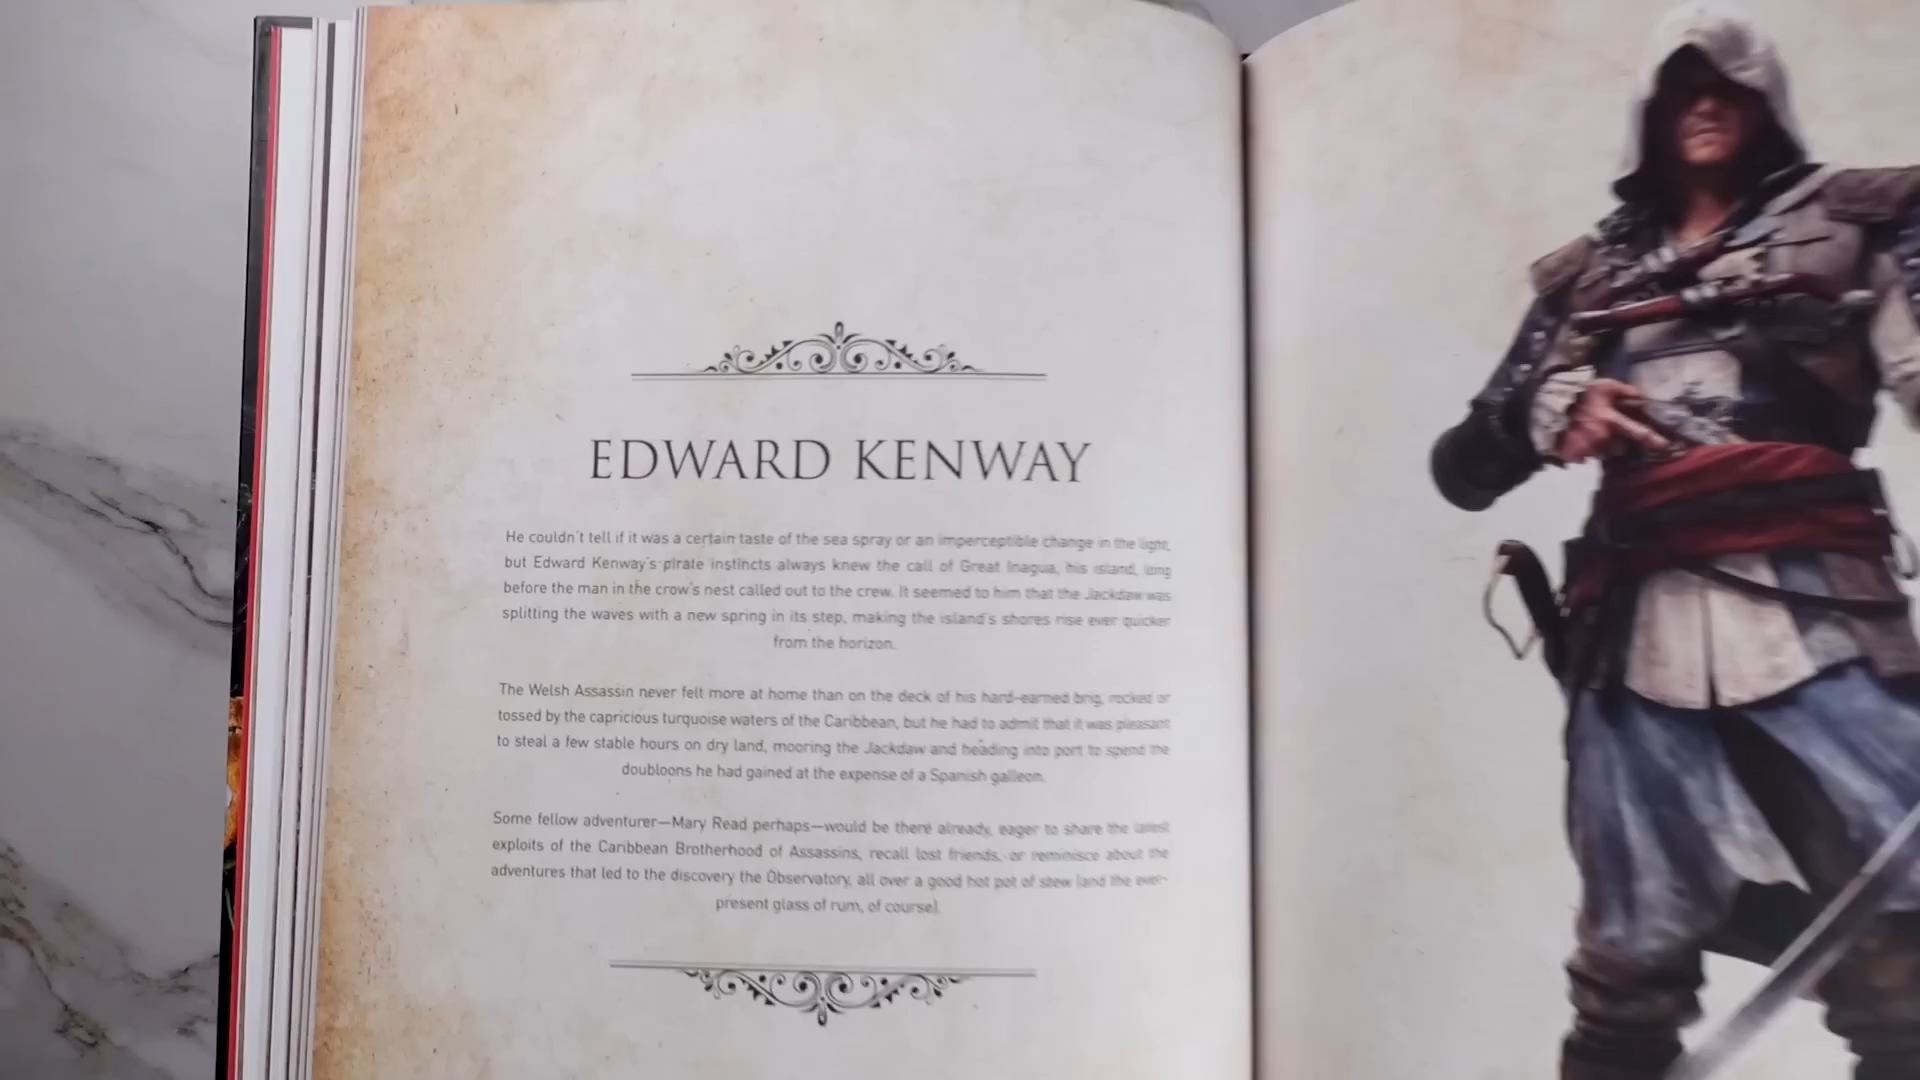 EDWARD KENWAY
He couldn't tell if it was a certain taste of the sea spray or an imperceptible change in the light,
but Edward Kenway's pirate instincts always knew the call of Great Inagua, his island, long
before the man in the crow's nest called out to the crew. It seemed to him that the Jackdaw was
splitting the waves with a new spring in its step, making the island's shores rise ever quicker
from the horizon.
The Welsh Assassin never felt more at home than on the deck of his hard-earned brig, rocked or
tossed by the capricious turquoise waters of the Caribbean, but he had to admit that it was pleasant
to steal a few stable hours on dry land, mooring the Jackdaw and heading into port to spend the
doubloons he had gained at the expense of a Spanish galleon.
Some fellow adventurer—Mary Read perhaps—would be there already, eager to share the latest
exploits of the Caribbean Brotherhood of Assassins, recall lost friends, or reminisce about the
adventures that led to the discovery the Observatory, all over a good hot pot of stew (and the ever-
present glass of rum, of course).